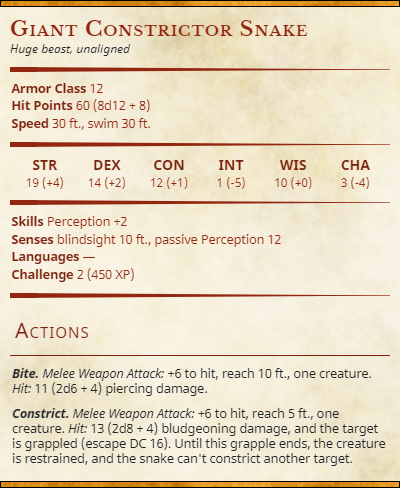 Giant Constrictor Snake
Huge beast, unaligned
Armor Class 12
Hit Points 60 (8d12 + 8)
Speed 30 ft., swim 30 ft.
STR DEX CON INT WIS CHA
19 (+4) 14 (+2) 12 (+1) 1 (-5) 10 (+0) 3 (-4)
Skills Perception +2
Senses blindsight 10 ft., passive Perception 12
Languages —
Challenge 2 (450 XP)
Actions
Bite. Melee Weapon Attack: +6 to hit, reach 10 ft., one creature.
Hit: 11 (2d6 + 4) piercing damage.
Constrict. Melee Weapon Attack: +6 to hit, reach 5 ft., one
creature. Hit: 13 (2d8 + 4) bludgeoning damage, and the target
is grappled (escape DC 16). Until this grapple ends, the creature
is restrained, and the snake can't constrict another target.